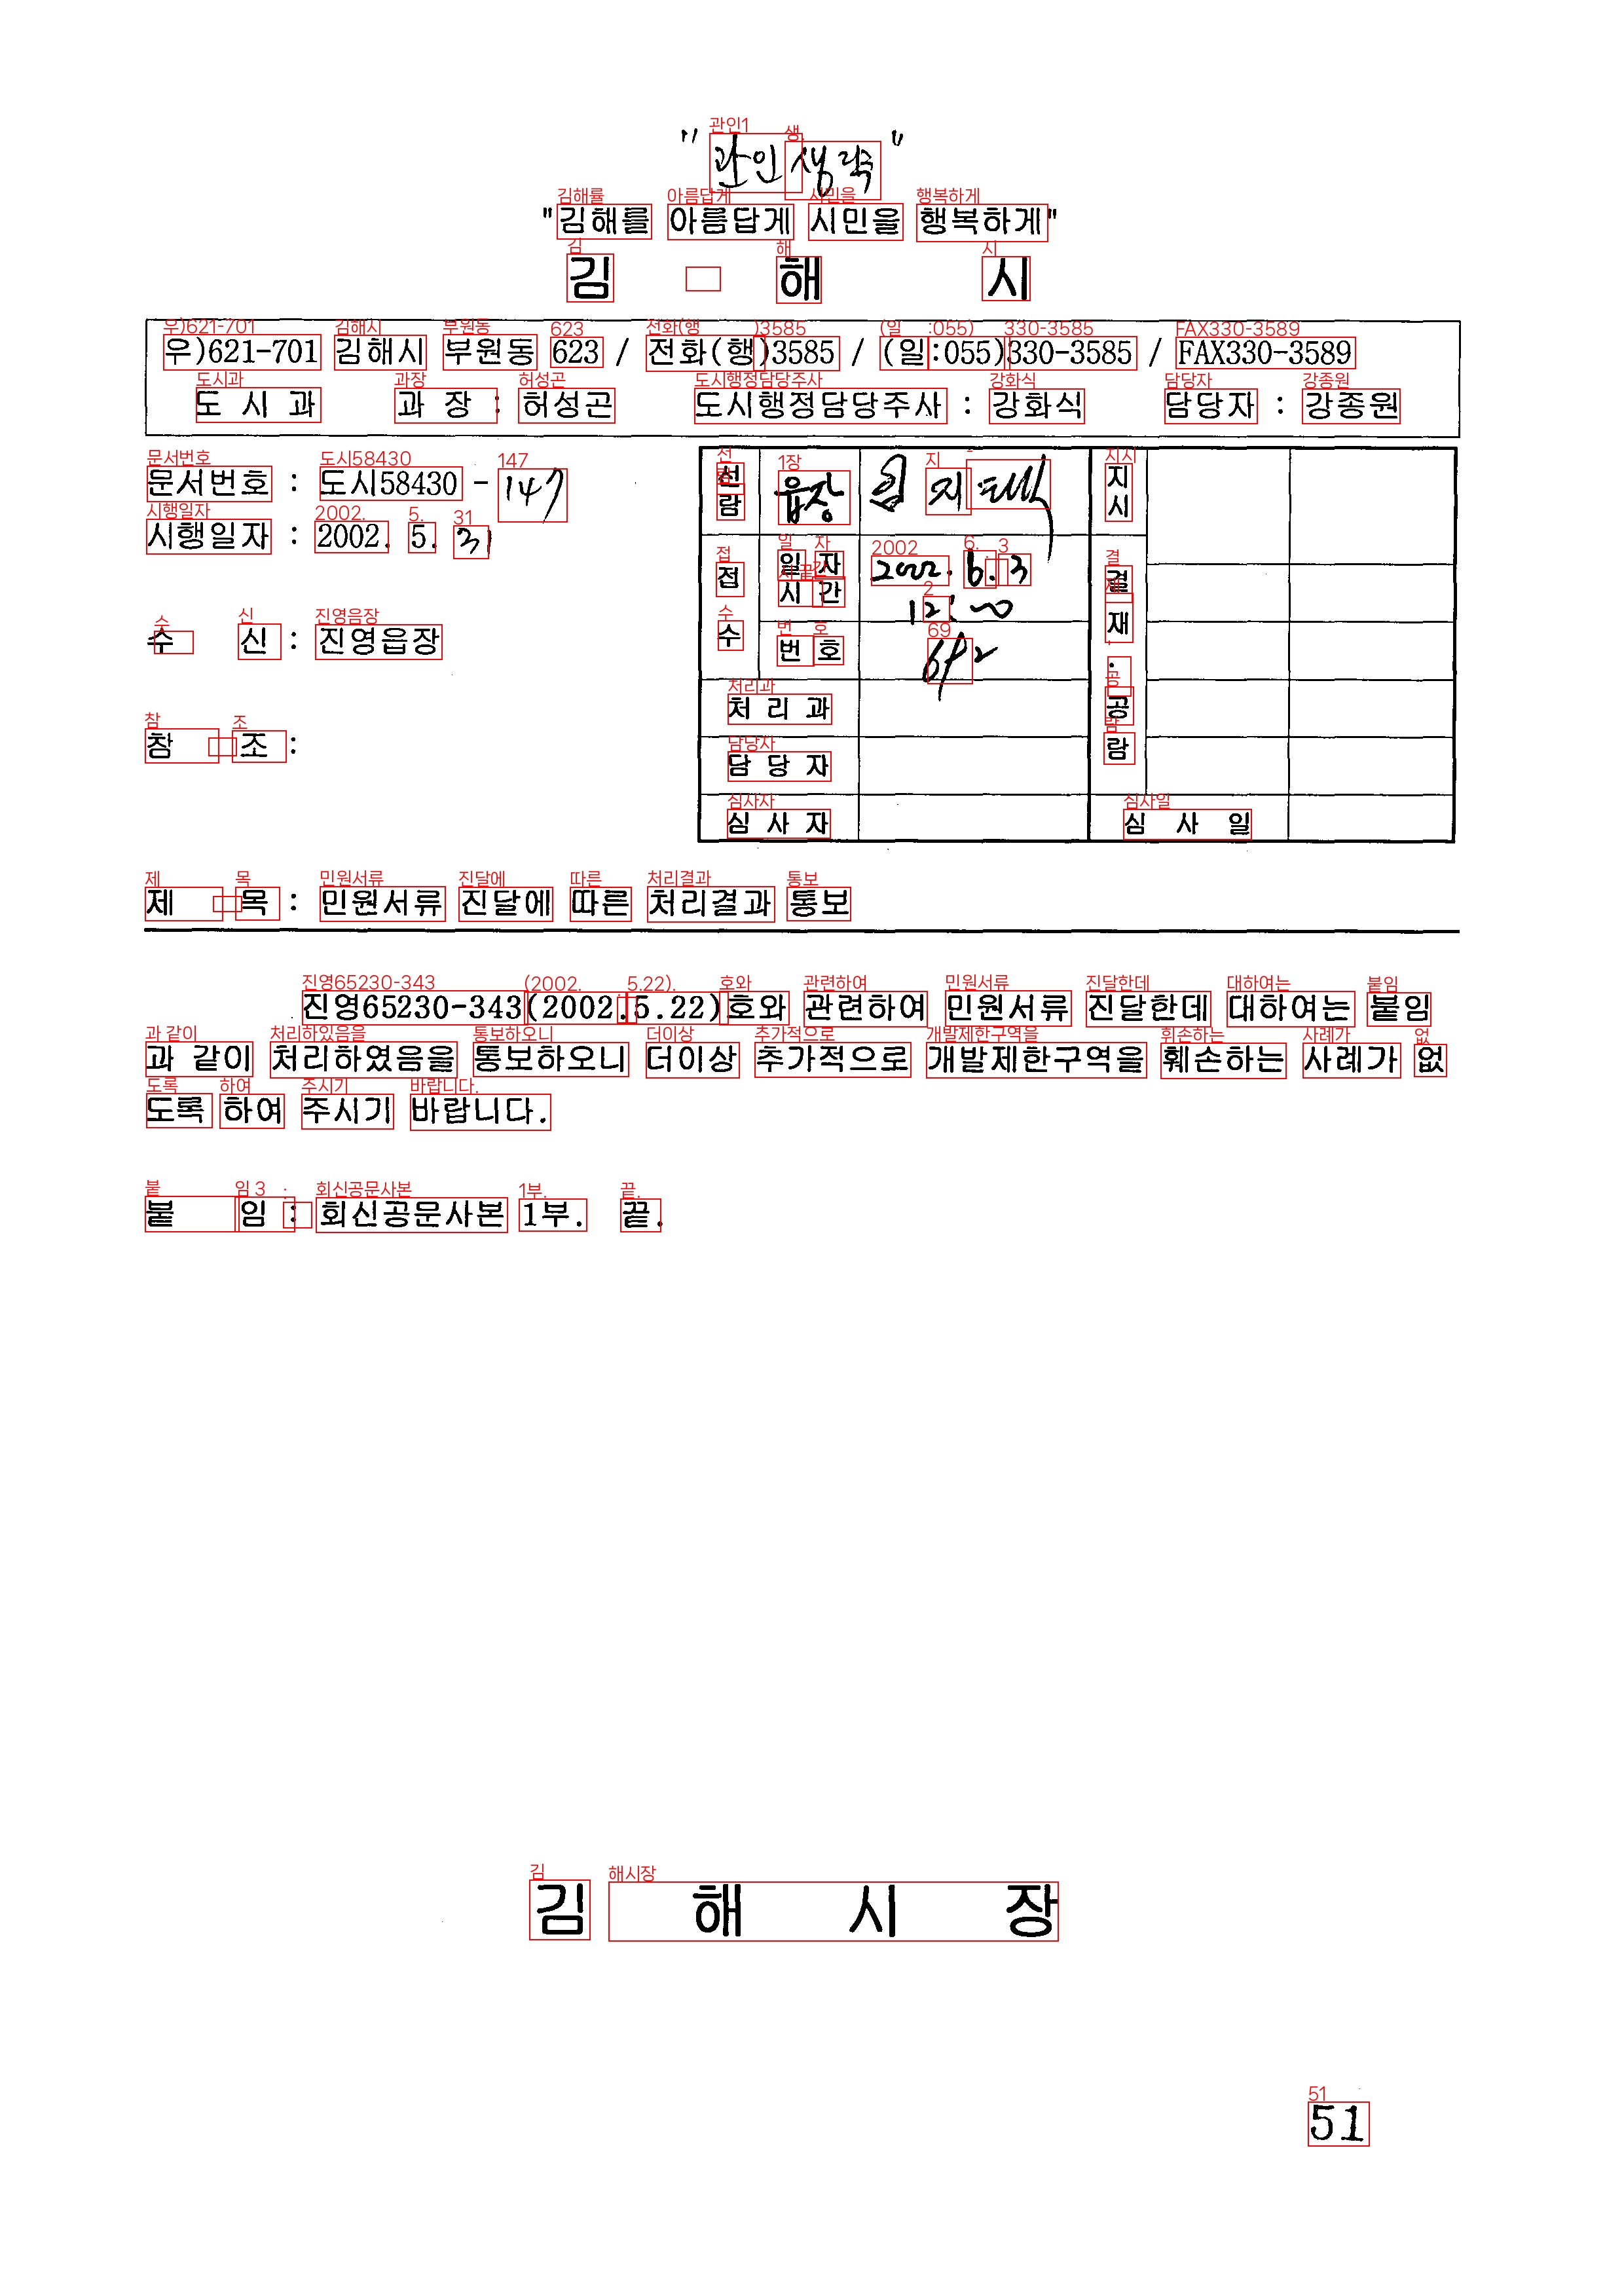 "관인생략"
"김해를 아름답게 시민을 행복하게"
김 해 시
우)621-701 김해시 부원동 623 / 전화(행)3585 / (일:055)330-3585 / FAX330-3589
도 시 과 과 장 : 허성곤 도시행정담당주사 : 강화식 담당자 : 강종원
문서번호 : 도시58430 - 147
시행일자 : 2002. 5. 31
수 신 : 진영읍장
참 조 :
선람 읍장 지시
접수 일자 2002. 6. 3 결재·공람
시간 12:00
번호 692
처 리 과
담 당 자
심 사 자 심 사 일
제 목 : 민원서류 진달에 따른 처리결과 통보
진영65230-343(2002.5.22)호와 관련하여 민원서류 진달한데 대하여는 붙임
과 같이 처리하였음을 통보하오니 더이상 추가적으로 개발제한구역을 훼손하는 사례가 없
도록 하여 주시기 바랍니다.
붙 임 : 회신공문사본 1부. 끝.
김 해 시 장
51